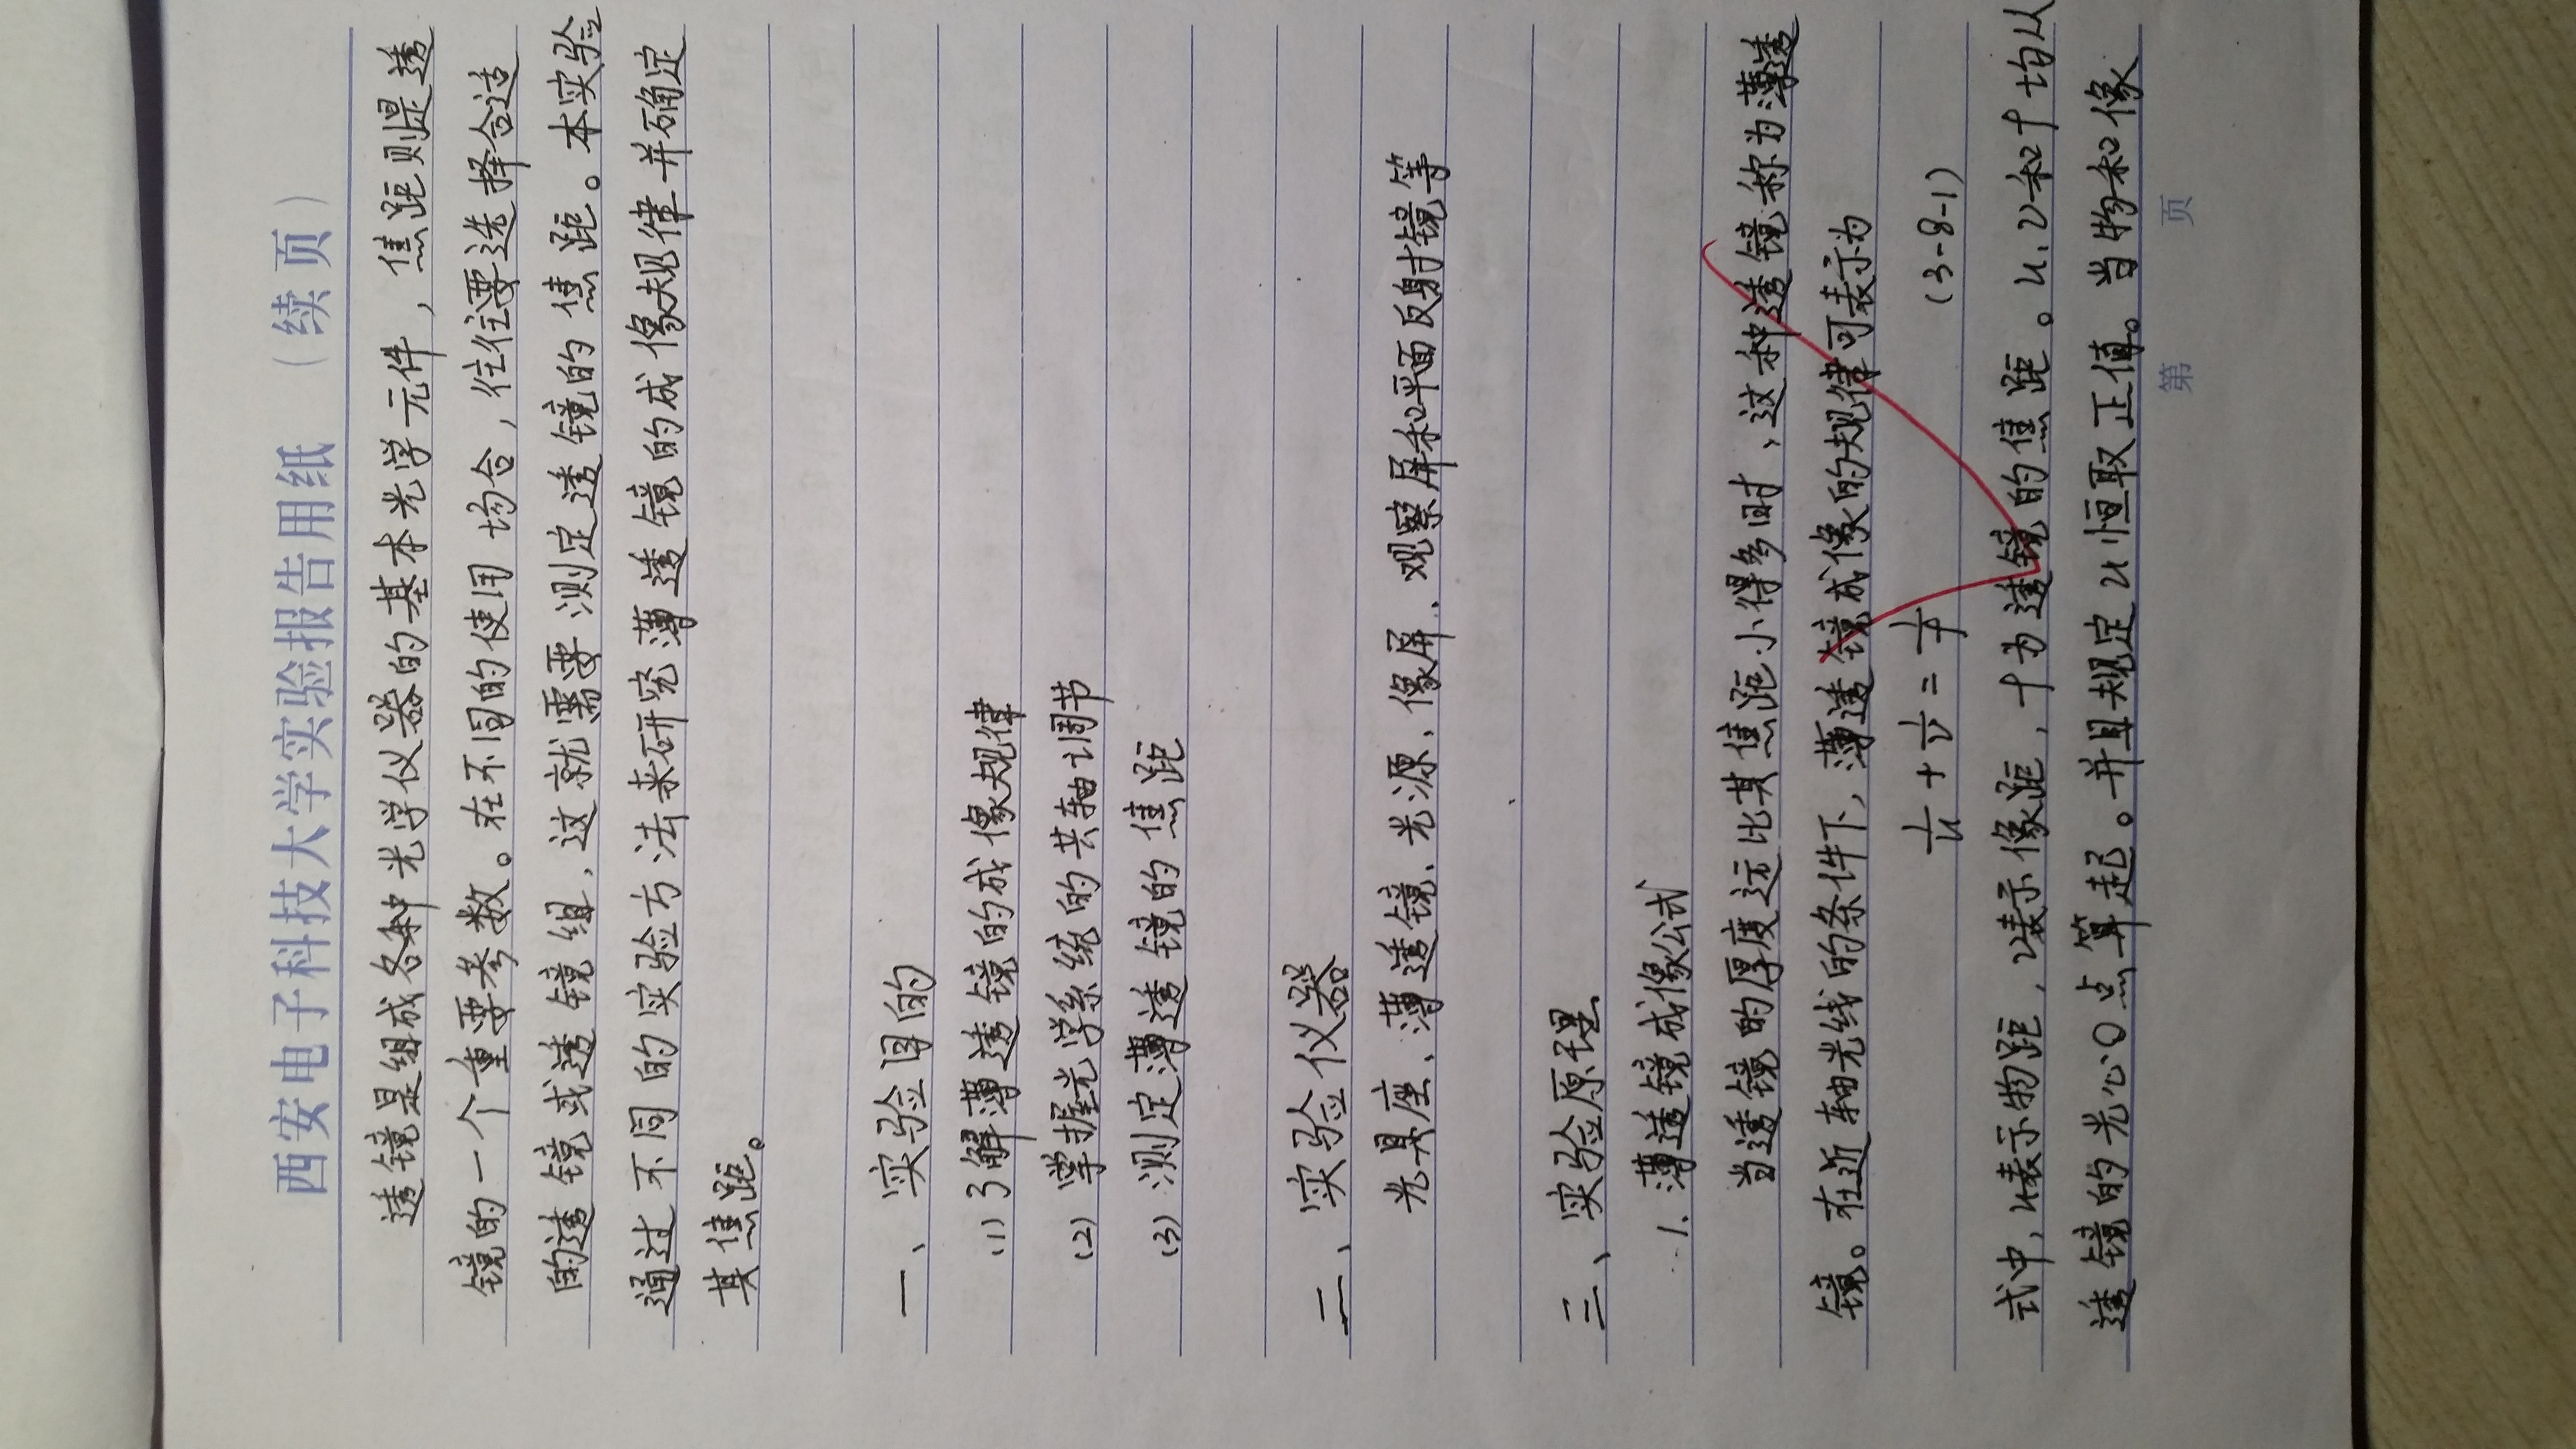 西安电子科技大学实验报告用纸 （续 页）
透镜是组成各种光学仪器的基本光学元件，焦距则是透
镜的一个重要参数。在不同的使用场合，往往要选择合适
的透镜或透镜组，这就需要测定透镜的焦距。本实验
通过不同的实验方法来研究薄透镜的成像规律并确定
其焦距。
一、实验目的
(1) 了解薄透镜的成像规律
(2) 掌握光学系统的共轴调节
(3) 测定薄透镜的焦距
二、实验仪器
光具座、薄透镜、光源、像屏、观察屏和平面反射镜等
三、实验原理
1. 薄透镜成像公式
当透镜的厚度远比其焦距小得多时，这种透镜称为薄透
镜。在近轴光线的条件下，薄透镜成像的规律可表示为
1/u + 1/v = 1/f (3-8-1)
式中，u表示物距，v表示像距，f为透镜的焦距。u、v和f均从
透镜的光心O点算起。并且规定u恒取正值。当物和像
第 页